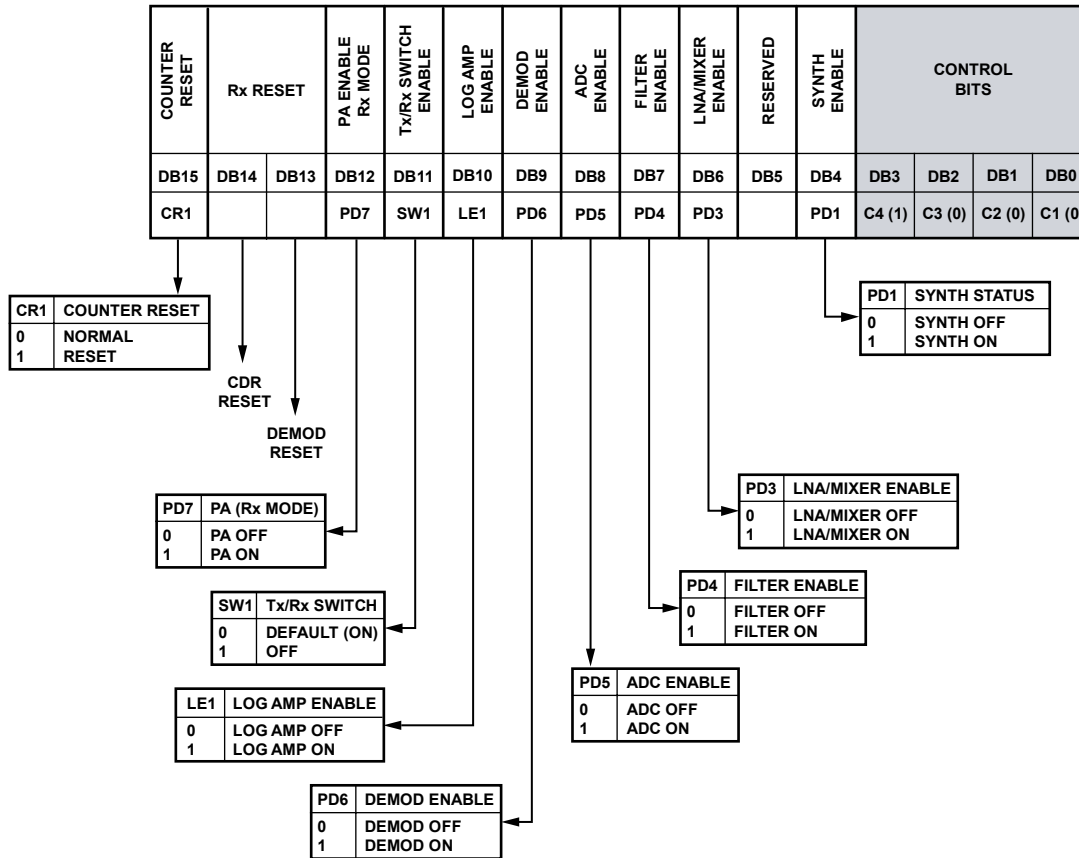 COUNTER RESET
Rx RESET
PA ENABLE Rx MODE
Tx/Rx SWITCH ENABLE
LOG AMP ENABLE
DEMOD ENABLE
ADC ENABLE
FILTER ENABLE
LNA/MIXER ENABLE
RESERVED
SYNTH ENABLE
CONTROL BITS
DB15 DB14 DB13 DB12 DB11 DB10 DB9 DB8 DB7 DB6 DB5 DB4 DB3 DB2 DB1 DB0
CR1 PD7 SW1 LE1 PD6 PD5 PD4 PD3 PD1 C4 (1) C3 (0) C2 (0) C1 (0
CR1 COUNTER RESET
0 NORMAL
1 RESET
CDR
RESET
DEMOD
RESET
PD1 SYNTH STATUS
0 SYNTH OFF
1 SYNTH ON
PD7 PA (Rx MODE)
0 PA OFF
1 PA ON
PD3 LNA/MIXER ENABLE
0 LNA/MIXER OFF
1 LNA/MIXER ON
SW1 Tx/Rx SWITCH
0 DEFAULT (ON)
1 OFF
PD4 FILTER ENABLE
0 FILTER OFF
1 FILTER ON
LE1 LOG AMP ENABLE
0 LOG AMP OFF
1 LOG AMP ON
PD5 ADC ENABLE
0 ADC OFF
1 ADC ON
PD6 DEMOD ENABLE
0 DEMOD OFF
1 DEMOD ON